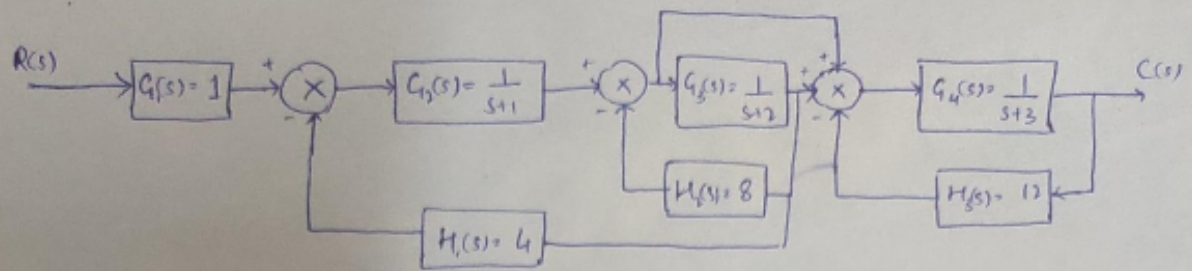 R(s)
G1(s)= 1
+
-
×
G2(s)= 1/(s+1)
+
-
×
G3(s)= 1/(s+2)
+
+
-
×
G4(s)= 1/(s+3)
C(s)
H2(s)= 8
H3(s)= 12
H1(s)= 4